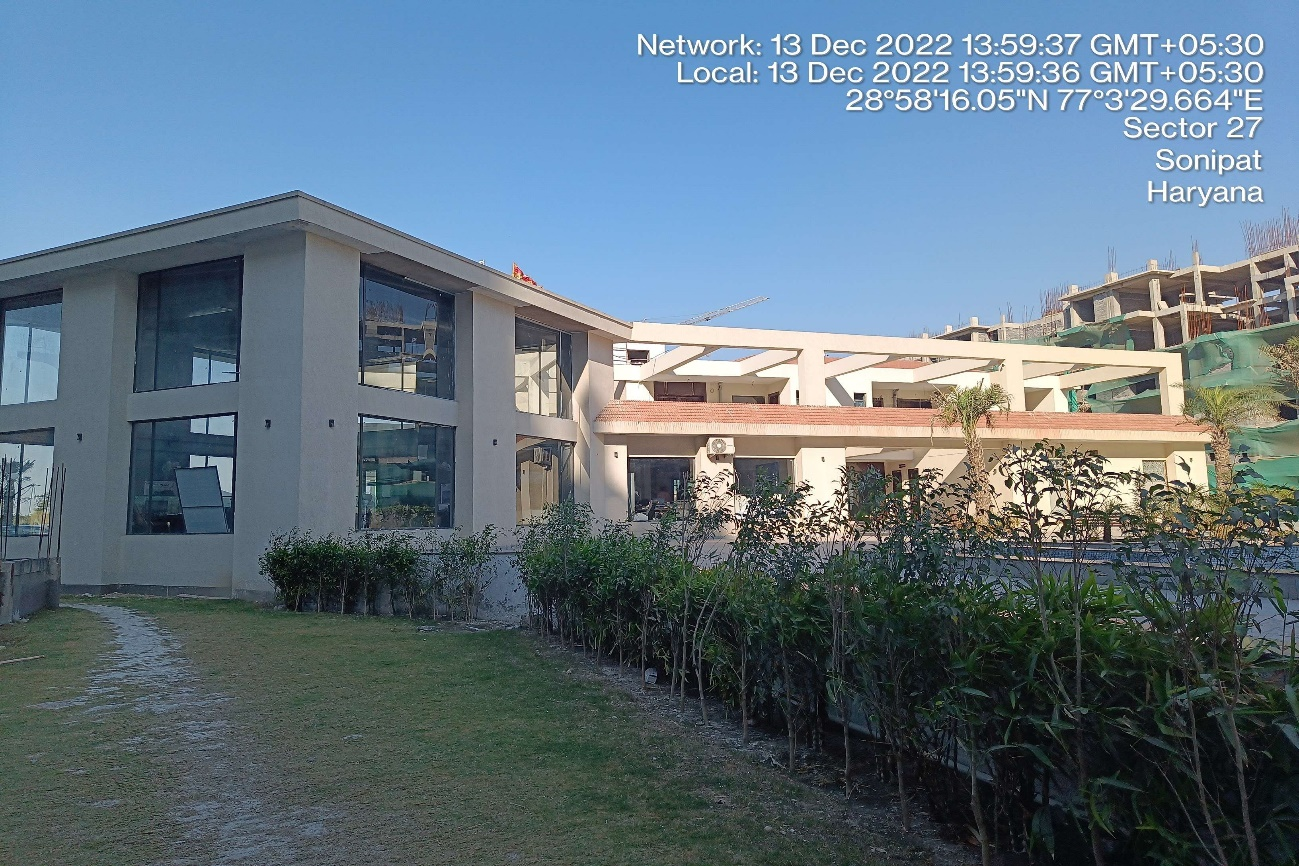 Network: 13 Dec 2022 13:59:37 GMT+05:30
Local: 13 Dec 2022 13:59:36 GMT+05:30
28°58'16.05"N 77°3'29.664"E
Sector 27
Sonipat
Haryana